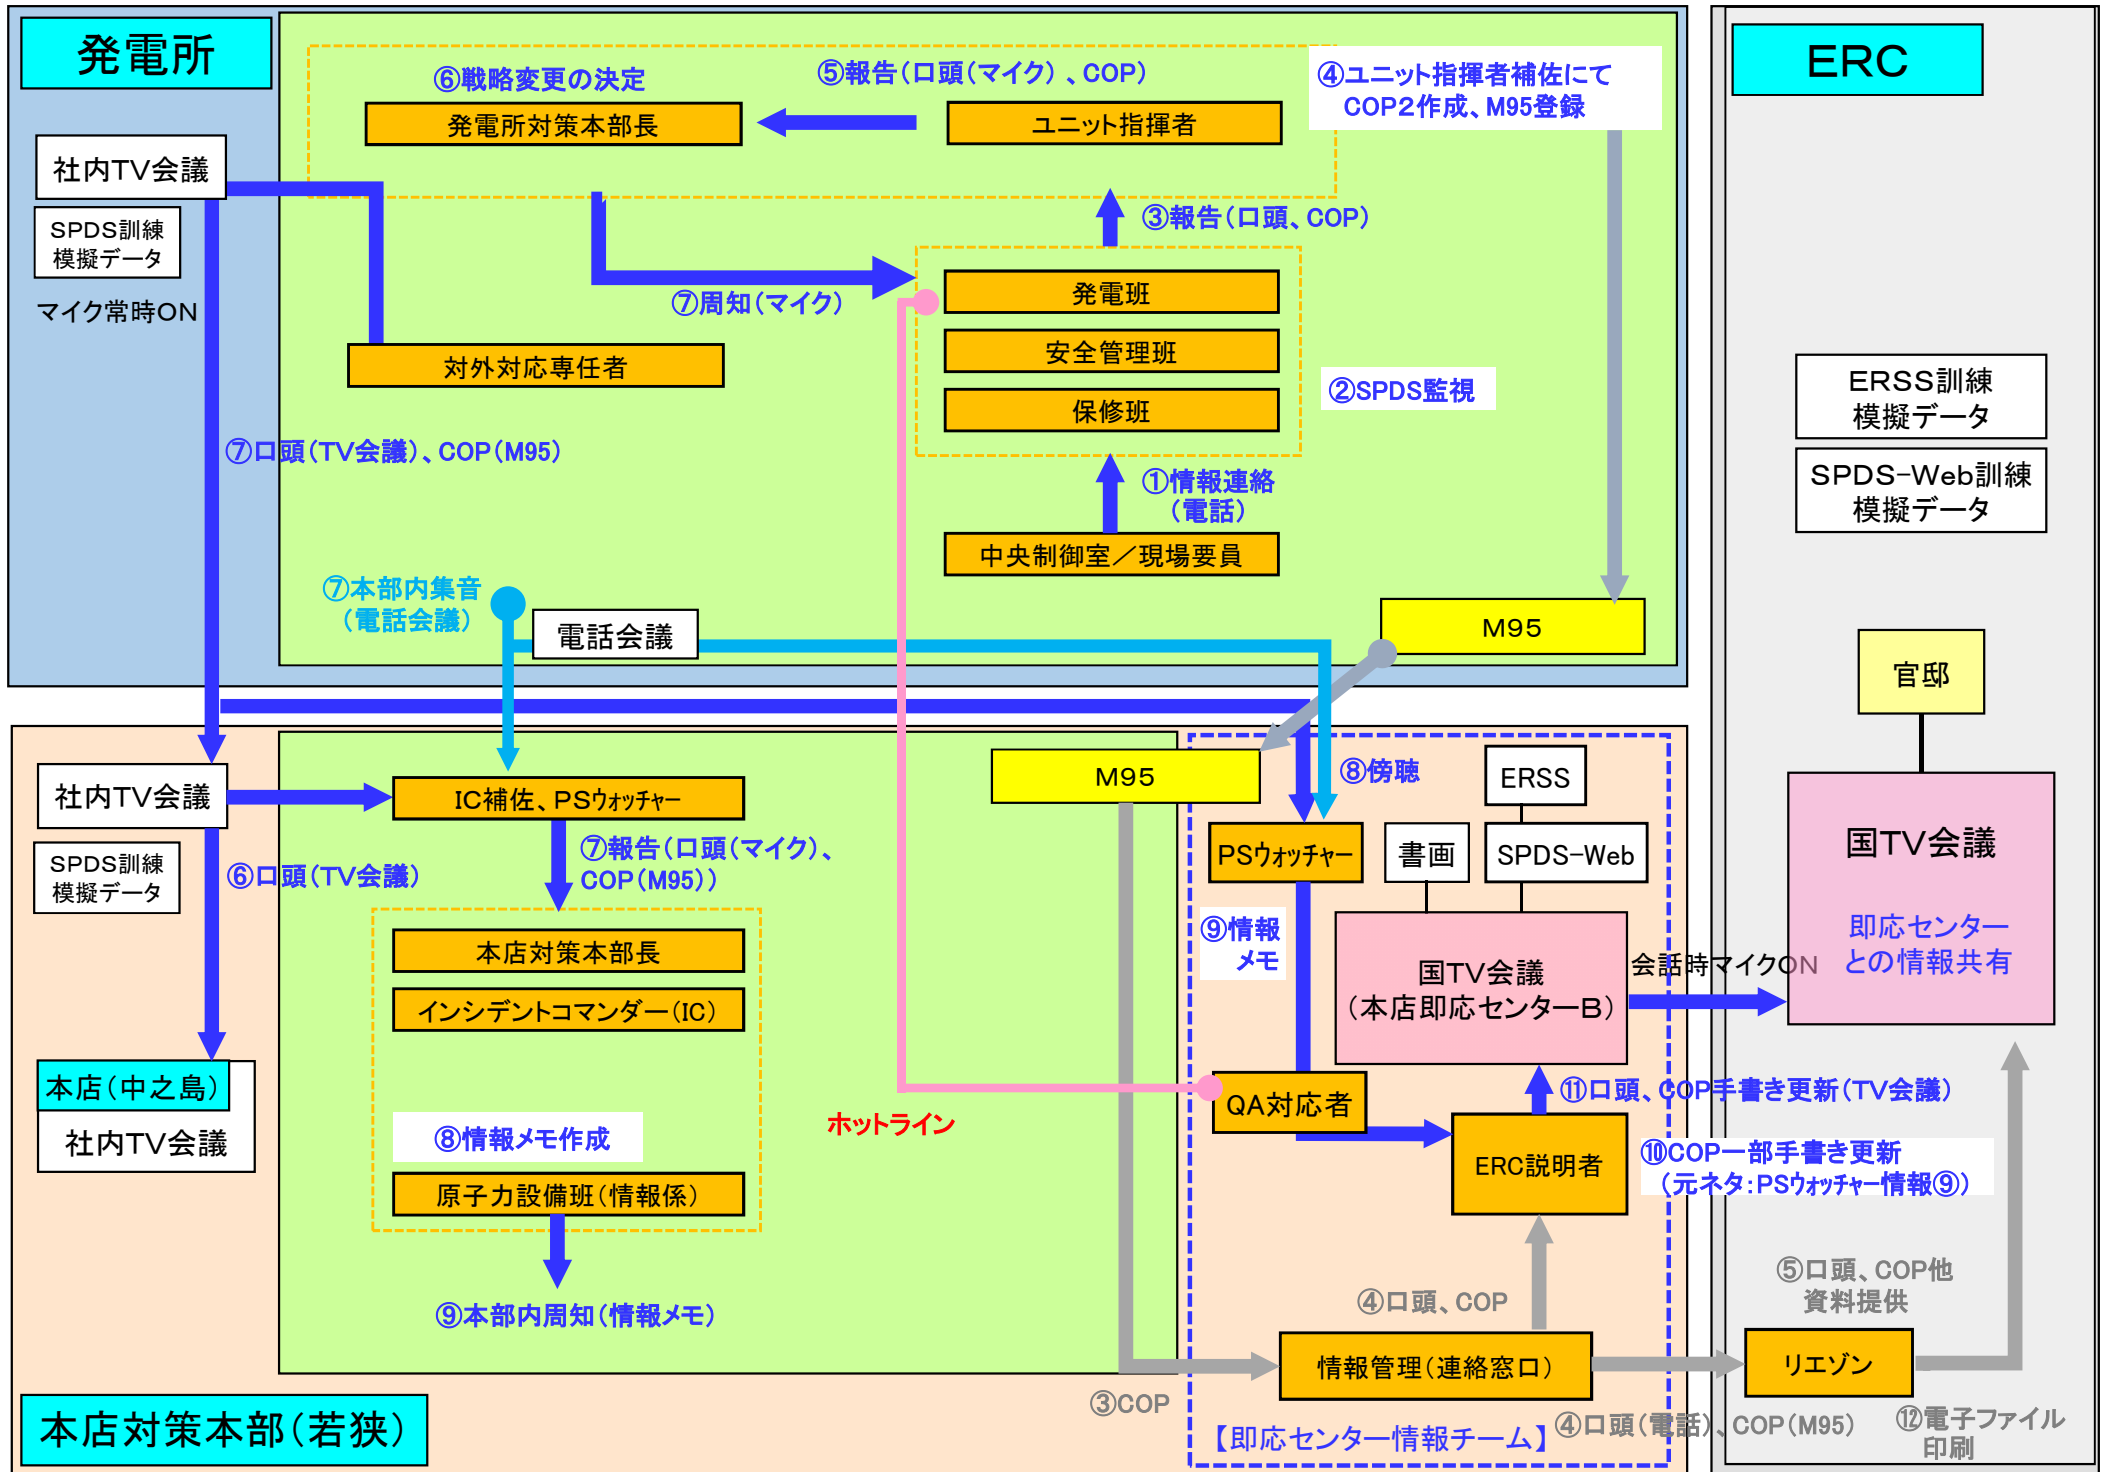 発電所
⑥戦略変更の決定
発電所対策本部長
⑤報告（口頭（マイク）、COP）
ユニット指揮者
④ユニット指揮者補佐にて
COP２作成、M95登録
社内TV会議
SPDS訓練
模擬データ
マイク常時ON
③報告（口頭、COP）
⑦周知（マイク）
発電班
安全管理班
保修班
②SPDS監視
対外対応専任者
⑦口頭（TV会議）、COP（M95）
①情報連絡
（電話）
中央制御室／現場要員
⑦本部内集音
（電話会議）
電話会議
M95
ERC
ERSS訓練
模擬データ
SPDS-Web訓練
模擬データ
官邸
国TV会議
即応センター
との情報共有
社内TV会議
SPDS訓練
模擬データ
⑥口頭（TV会議）
IC補佐、PSウォッチャー
⑦報告（口頭（マイク）、
COP（M95））
本店対策本部長
インシデントコマンダー（IC）
⑧情報メモ作成
原子力設備班（情報係）
⑨本部内周知（情報メモ）
本店（中之島）
社内TV会議
本店対策本部（若狭）
M95
⑧傍聴
ERSS
PSウォッチャー
書画
SPDS-Web
⑨情報
メモ
国TV会議
（本店即応センターB）
会話時マイクON
QA対応者
ホットライン
⑪口頭、COP手書き更新（TV会議）
ERC説明者
⑩COP一部手書き更新
（元ネタ：PSウォッチャー情報⑨）
④口頭、COP
⑤口頭、COP他
資料提供
情報管理（連絡窓口）
リエゾン
③COP
【即応センター情報チーム】
④口頭（電話）、COP（M95）
⑫電子ファイル
印刷